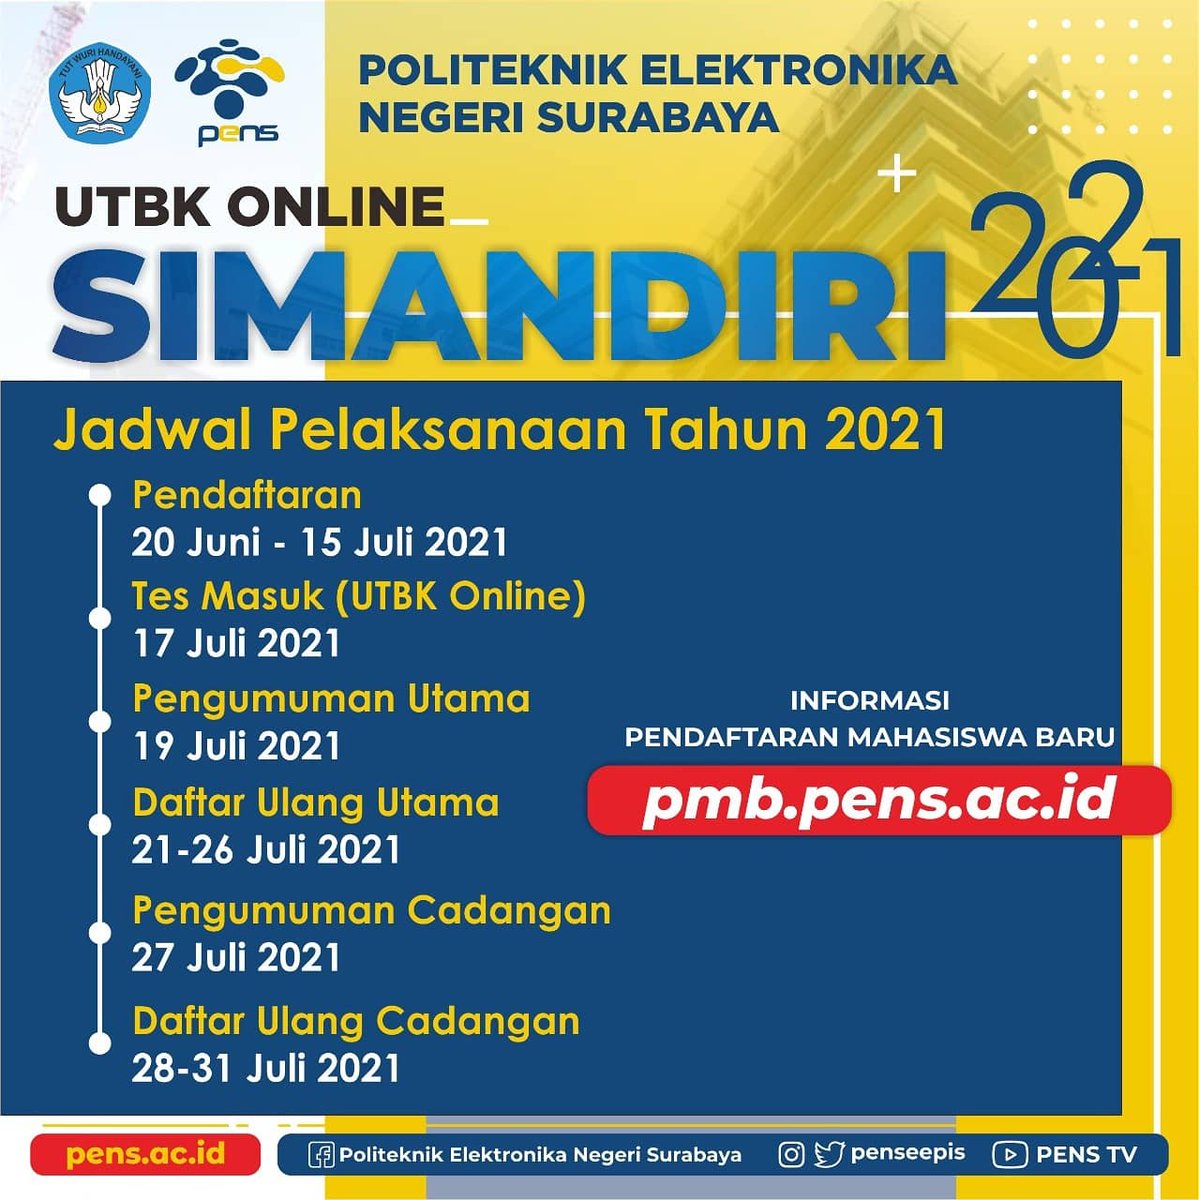 TUT WURI HANDAYANI
pens
POLITEKNIK ELEKTRONIKA
NEGERI SURABAYA
UTBK ONLINE_
SIMANDIRI
2021
Jadwal Pelaksanaan Tahun 2021
Pendaftaran
20 Juni - 15 Juli 2021
Tes Masuk (UTBK Online)
17 Juli 2021
Pengumuman Utama
19 Juli 2021
Daftar Ulang Utama
21-26 Juli 2021
Pengumuman Cadangan
27 Juli 2021
Daftar Ulang Cadangan
28-31 Juli 2021
INFORMASI
PENDAFTARAN MAHASISWA BARU
pmb.pens.ac.id
pens.ac.id
Politeknik Elektronika Negeri Surabaya
penseepis
PENS TV